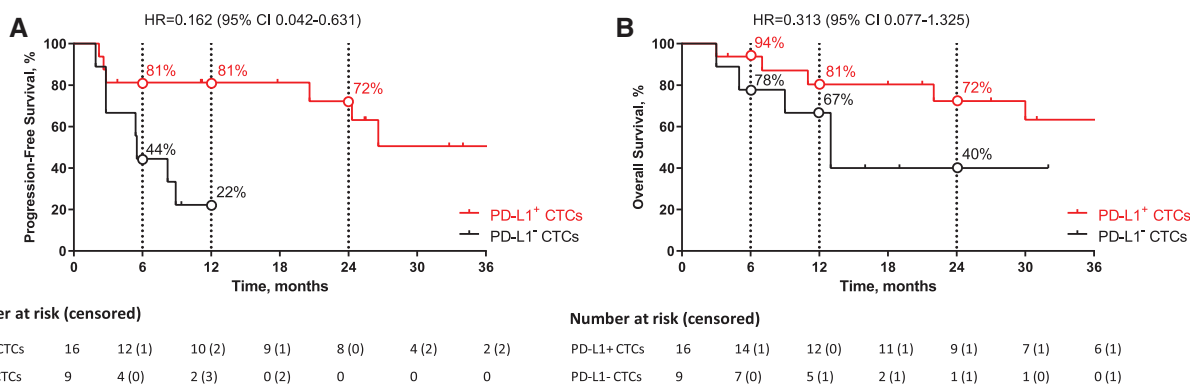 HR=0.162 (95% CI 0.042-0.631)
A
Progression-Free Survival, %
100
80
60
40
20
0
81%
81%
72%
44%
22%
PD-L1+ CTCs
PD-L1- CTCs
0 6 12 18 24 30 36
Time, months
er at risk (censored)
CTCs 16 12 (1) 10 (2) 9 (1) 8 (0) 4 (2) 2 (2)
CTCs 9 4 (0) 2 (3) 0 (2) 0 0 0
HR=0.313 (95% CI 0.077-1.325)
B
Overall Survival, %
100
80
60
40
20
0
94%
81%
72%
78%
67%
40%
PD-L1+ CTCs
PD-L1- CTCs
0 6 12 18 24 30 36
Time, months
Number at risk (censored)
PD-L1+ CTCs 16 14 (1) 12 (0) 11 (1) 9 (1) 7 (1) 6 (1)
PD-L1- CTCs 9 7 (0) 5 (1) 2 (1) 1 (1) 1 (0) 0 (1)